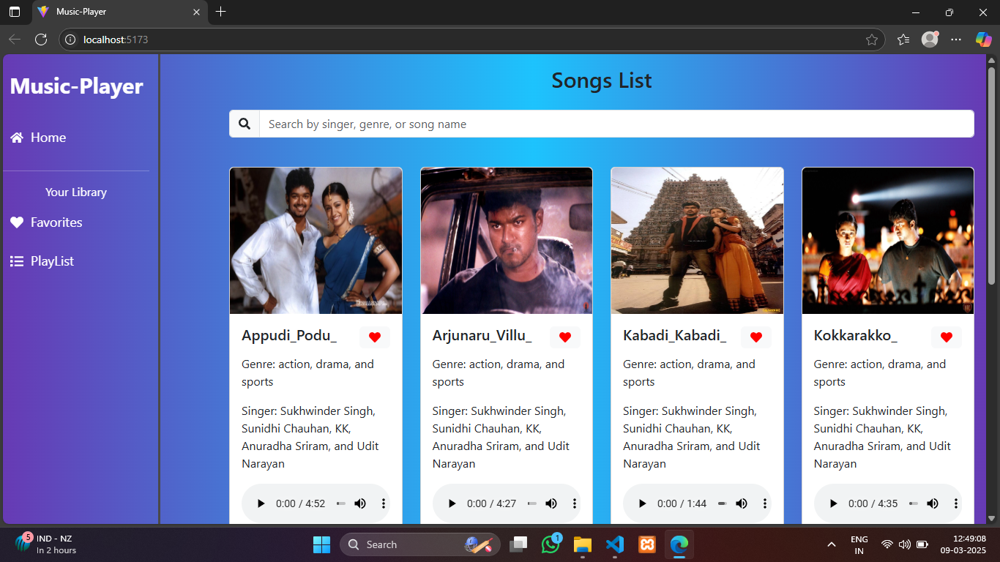 Music-Player
localhost:5173
Music-Player
Home
Your Library
Favorites
PlayList
Songs List
Search by singer, genre, or song name
Appudi_Podu_
Genre: action, drama, and
sports
Singer: Sukhwinder Singh,
Sunidhi Chauhan, KK,
Anuradha Sriram, and Udit
Narayan
0:00 / 4:52
Arjunaru_Villu_
Genre: action, drama, and
sports
Singer: Sukhwinder Singh,
Sunidhi Chauhan, KK,
Anuradha Sriram, and Udit
Narayan
0:00 / 4:27
Kabadi_Kabadi_
Genre: action, drama, and
sports
Singer: Sukhwinder Singh,
Sunidhi Chauhan, KK,
Anuradha Sriram, and Udit
Narayan
0:00 / 1:44
Kokkarakko_
Genre: action, drama, and
sports
Singer: Sukhwinder Singh,
Sunidhi Chauhan, KK,
Anuradha Sriram, and Udit
Narayan
0:00 / 4:35
5
IND - NZ
In 2 hours
Search
1
ENG
IN
12:49:08
09-03-2025